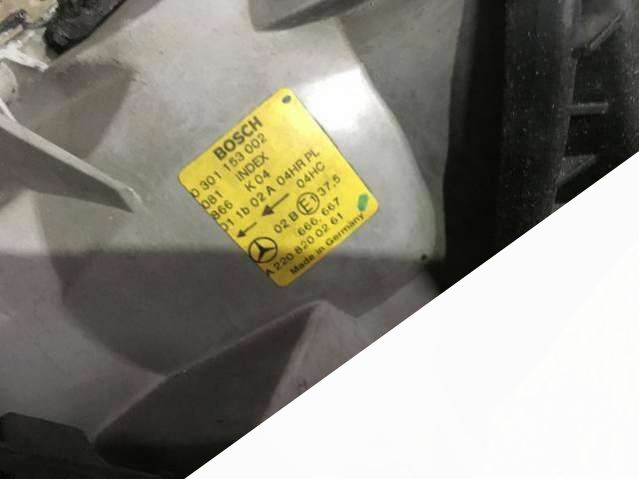 BOSCH
0 301 153 002
081 INDEX
866 K 04
01 1b 02 A 04HR PL
04HC
02 B E1 37.5
666, 667
A 220 820 02 61
Made in Germany